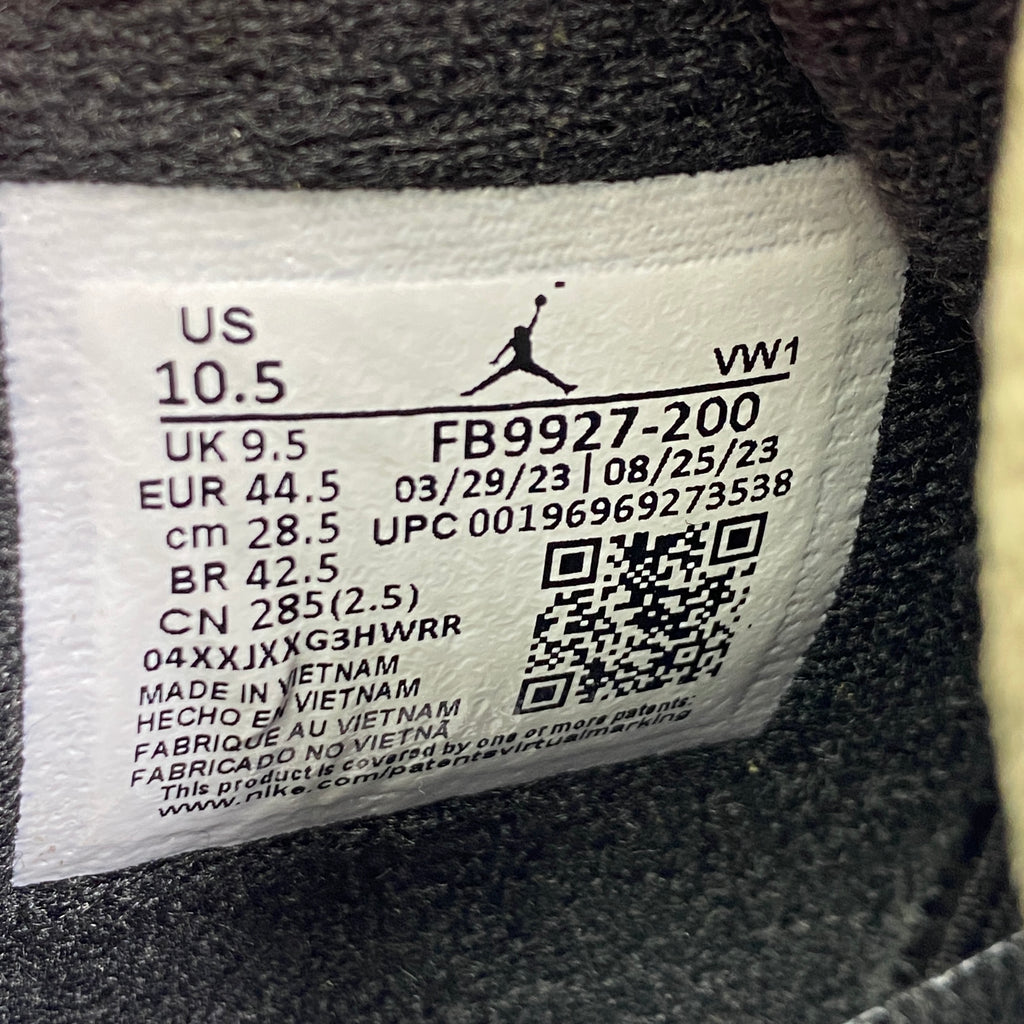 US
10.5
VW1
UK 9.5
FB9927-200
EUR 44.5
03/29/23 | 08/25/23
cm 28.5
UPC 00196969273538
BR 42.5
CN 285(2.5)
04XXJXXG3HWRR
MADE IN VIETNAM
HECHO EN VIETNAM
FABRIQUE AU VIETNAM
FABRICADO NO VIETNÃ
This product is covered by one or more patents:
www.nike.com/patentsvirtualmarking